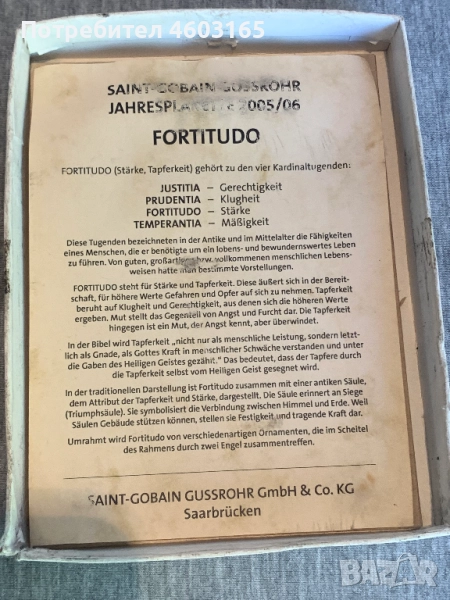 Потребител 4603165
SAINT-GOBAIN GUSSROHR
JAHRESPLAKETTE 2005/06
FORTITUDO
FORTITUDO (Stärke, Tapferkeit) gehört zu den vier Kardinaltugenden:
JUSTITIA – Gerechtigkeit
PRUDENTIA – Klugheit
FORTITUDO – Stärke
TEMPERANTIA – Mäßigkeit
Diese Tugenden bezeichneten in der Antike und im Mittelalter die Fähigkeiten
eines Menschen, die er benötigte um ein lobens- und bewundernswertes Leben
zu führen. Von guten, großartigen bzw. vollkommenen menschlichen Lebens-
weisen hatte man bestimmte Vorstellungen.
FORTITUDO steht für Stärke und Tapferkeit. Diese äußert sich in der Bereit-
schaft, für höhere Werte Gefahren und Opfer auf sich zu nehmen. Tapferkeit
beruht auf Klugheit und Gerechtigkeit, aus denen sich die höheren Werte
ergeben. Mut stellt das Gegenteil von Angst und Furcht dar. Die Tapferkeit
hingegen ist ein Mut, der Angst kennt, aber überwindet.
In der Bibel wird Tapferkeit „nicht nur als menschliche Leistung, sondern letzt-
lich als Gnade, als Gottes Kraft in menschlicher Schwäche verstanden und unter
die Gaben des Heiligen Geistes gezählt.“ Das bedeutet, dass der Tapfere durch
die Tapferkeit selbst vom Heiligen Geist gesegnet wird.
In der traditionellen Darstellung ist Fortitudo zusammen mit einer antiken Säule,
dem Attribut der Tapferkeit und Stärke, dargestellt. Die Säule erinnert an Siege
(Triumphsäule). Sie symbolisiert die Verbindung zwischen Himmel und Erde. Weil
Säulen Gebäude stützen können, stellen sie Festigkeit und tragende Kraft dar.
Umrahmt wird Fortitudo von verschiedenartigen Ornamenten, die im Scheitel
des Rahmens durch zwei Engel zusammentreffen.
SAINT-GOBAIN GUSSROHR GmbH & Co. KG
Saarbrücken
BAZAR